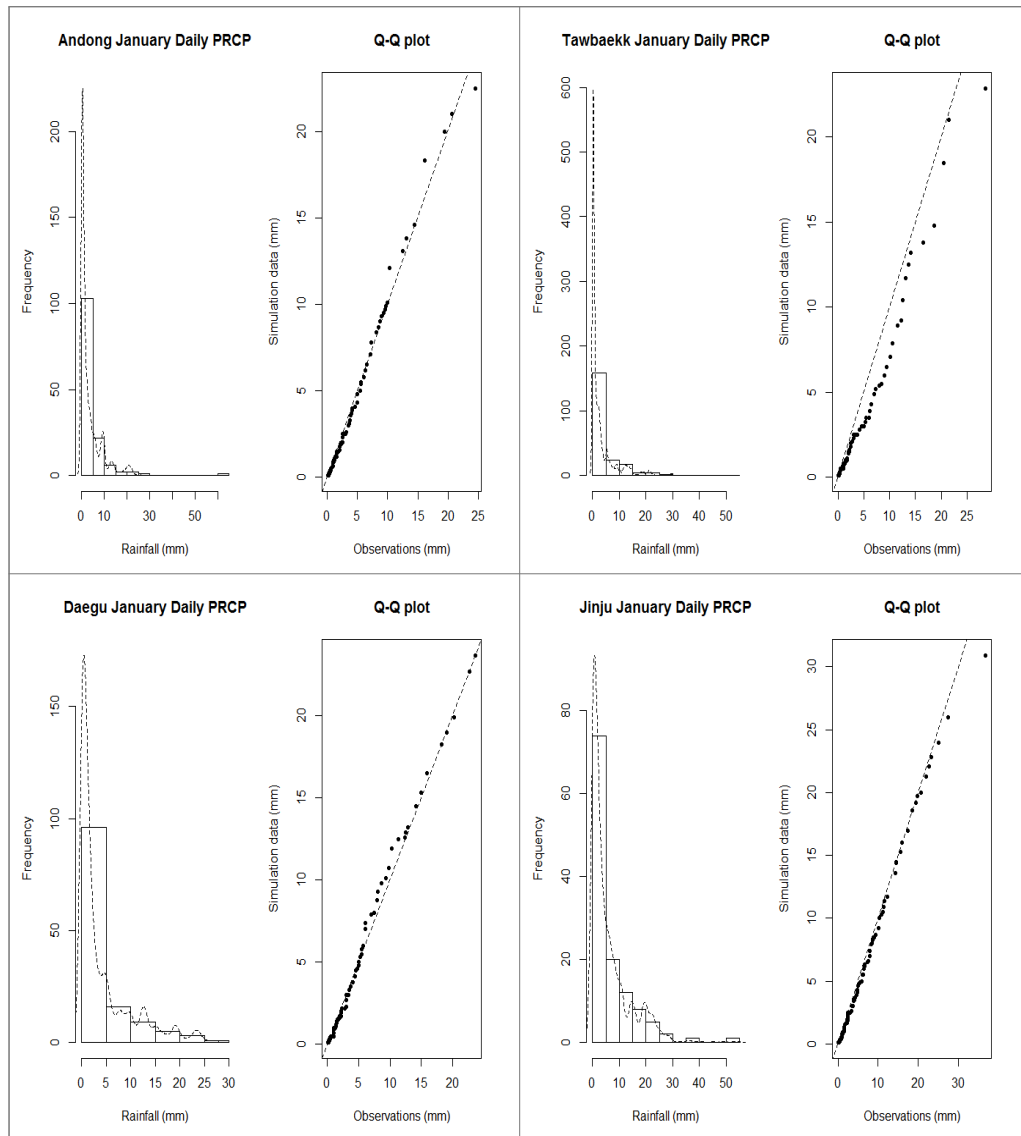 Andong January Daily PRCP
Q-Q plot
Frequency
0 50 100 150 200
0 10 20 30 50
Rainfall (mm)
Simulation data (mm)
0 5 10 15 20
0 5 10 15 20 25
Observations (mm)
Tawbaekk January Daily PRCP
Q-Q plot
Frequency
0 100 200 300 400 500 600
0 10 20 30 40 50
Rainfall (mm)
Simulation data (mm)
0 5 10 15 20
0 5 10 15 20 25
Observations (mm)
Daegu January Daily PRCP
Q-Q plot
Frequency
0 50 100 150
0 5 10 15 20 25 30
Rainfall (mm)
Simulation data (mm)
0 5 10 15 20
0 5 10 15 20
Observations (mm)
Jinju January Daily PRCP
Q-Q plot
Frequency
0 20 40 60 80
0 10 20 30 40 50
Rainfall (mm)
Simulation data (mm)
0 5 10 15 20 25 30
0 10 20 30
Observations (mm)